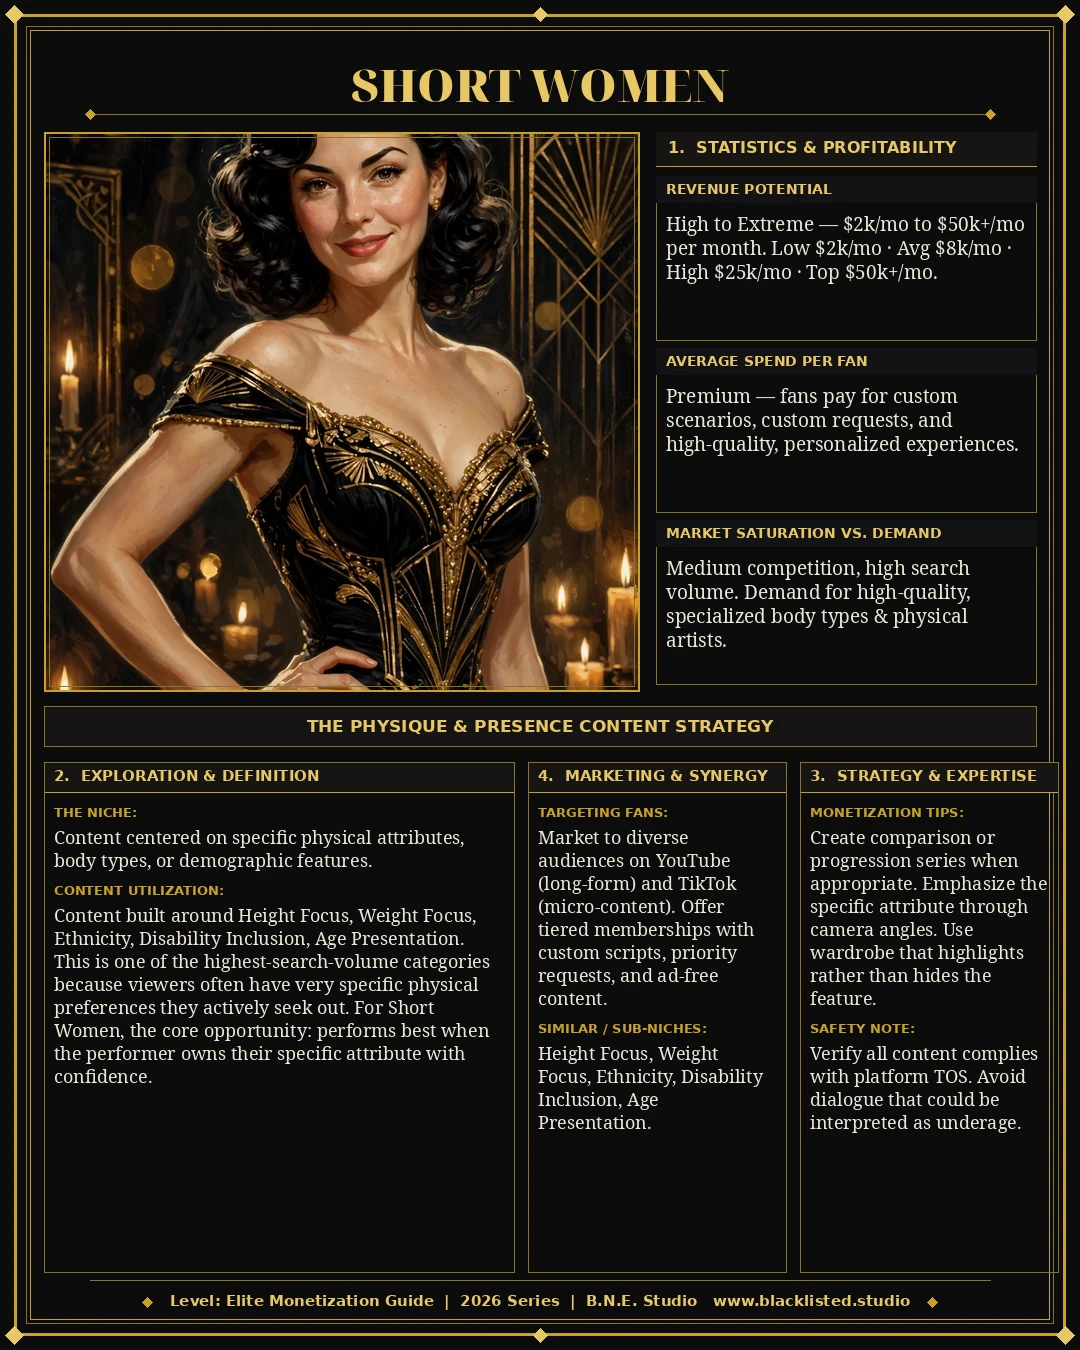 SHORT WOMEN
1. STATISTICS & PROFITABILITY
REVENUE POTENTIAL
High to Extreme — $2k/mo to $50k+/mo
per month. Low $2k/mo · Avg $8k/mo ·
High $25k/mo · Top $50k+/mo.
AVERAGE SPEND PER FAN
Premium — fans pay for custom
scenarios, custom requests, and
high-quality, personalized experiences.
MARKET SATURATION VS. DEMAND
Medium competition, high search
volume. Demand for high-quality,
specialized body types & physical
artists.
THE PHYSIQUE & PRESENCE CONTENT STRATEGY
2. EXPLORATION & DEFINITION
THE NICHE:
Content centered on specific physical attributes,
body types, or demographic features.
CONTENT UTILIZATION:
Content built around Height Focus, Weight Focus,
Ethnicity, Disability Inclusion, Age Presentation.
This is one of the highest-search-volume categories
because viewers often have very specific physical
preferences they actively seek out. For Short
Women, the core opportunity: performs best when
the performer owns their specific attribute with
confidence.
4. MARKETING & SYNERGY
TARGETING FANS:
Market to diverse
audiences on YouTube
(long-form) and TikTok
(micro-content). Offer
tiered memberships with
custom scripts, priority
requests, and ad-free
content.
SIMILAR / SUB-NICHES:
Height Focus, Weight
Focus, Ethnicity, Disability
Inclusion, Age
Presentation.
3. STRATEGY & EXPERTISE
MONETIZATION TIPS:
Create comparison or
progression series when
appropriate. Emphasize the
specific attribute through
camera angles. Use
wardrobe that highlights
rather than hides the
feature.
SAFETY NOTE:
Verify all content complies
with platform TOS. Avoid
dialogue that could be
interpreted as underage.
Level: Elite Monetization Guide | 2026 Series | B.N.E. Studio www.blacklisted.studio